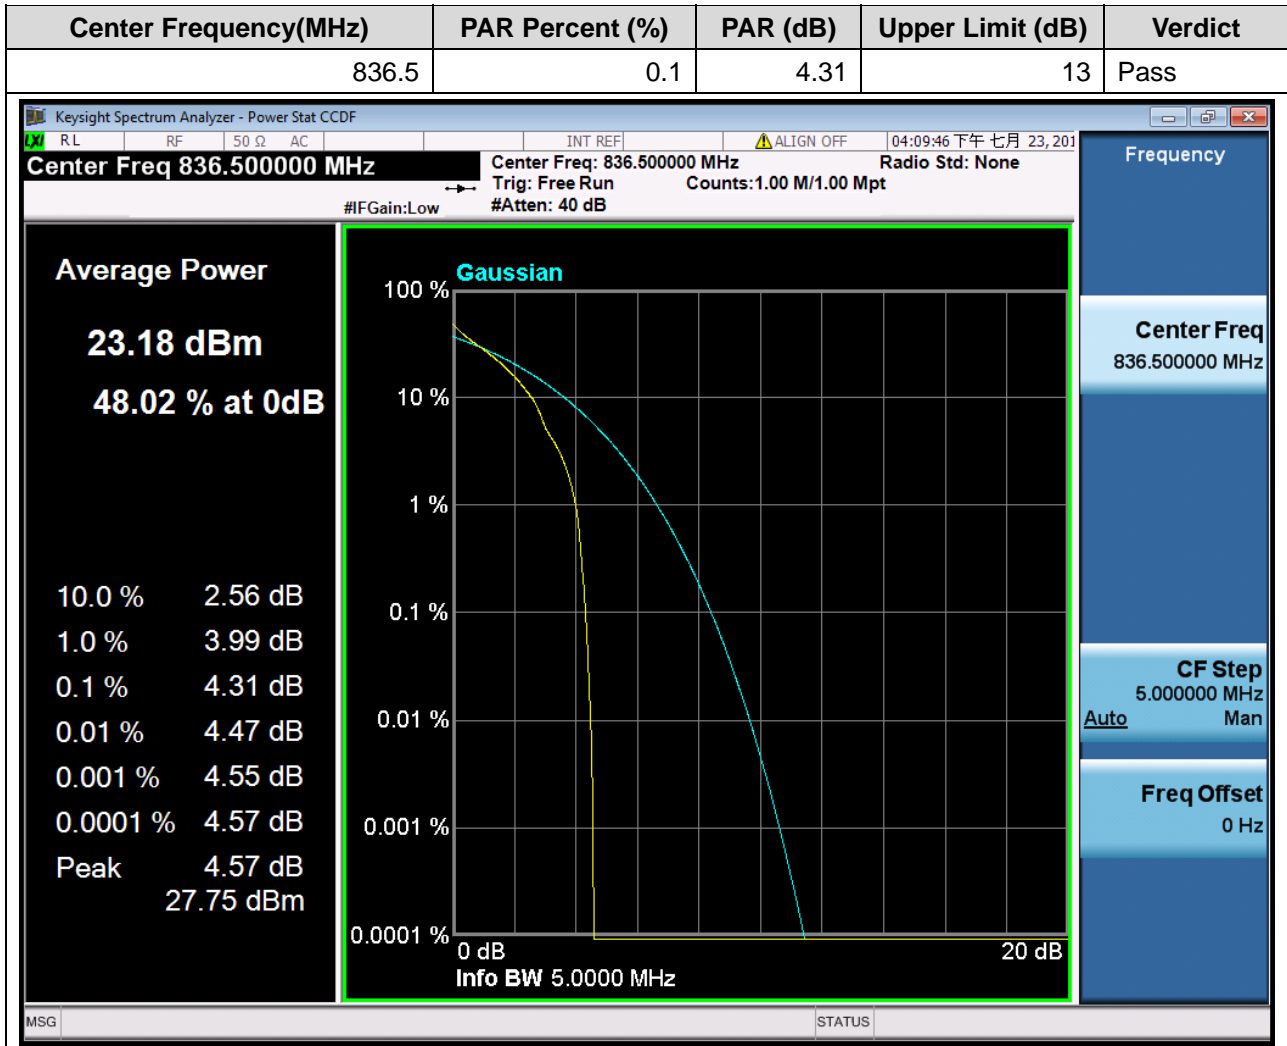 Center Frequency(MHz) PAR Percent (%) PAR (dB) Upper Limit (dB) Verdict
836.5 0.1 4.31 13 Pass
Keysight Spectrum Analyzer - Power Stat CCDF
LXI RL RF 50 Ω AC INT REF ALIGN OFF 04:09:46 下午 七月 23, 201
Center Freq 836.500000 MHz
Center Freq: 836.500000 MHz Radio Std: None
Trig: Free Run Counts:1.00 M/1.00 Mpt
#IFGain:Low #Atten: 40 dB
Average Power
23.18 dBm
48.02 % at 0dB
10.0 % 2.56 dB
1.0 % 3.99 dB
0.1 % 4.31 dB
0.01 % 4.47 dB
0.001 % 4.55 dB
0.0001 % 4.57 dB
Peak 4.57 dB
27.75 dBm
Gaussian
100 %
10 %
1 %
0.1 %
0.01 %
0.001 %
0.0001 %
0 dB 20 dB
Info BW 5.0000 MHz
Frequency
Center Freq
836.500000 MHz
CF Step
5.000000 MHz
Auto Man
Freq Offset
0 Hz
MSG STATUS